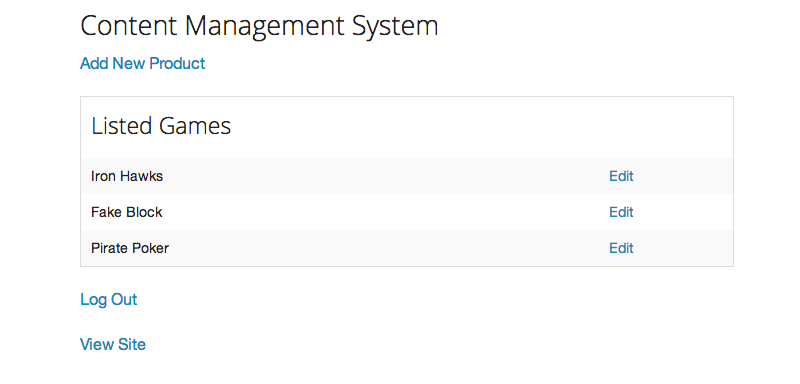 Content Management System
Add New Product
Listed Games
Iron Hawks Edit
Fake Block Edit
Pirate Poker Edit
Log Out
View Site